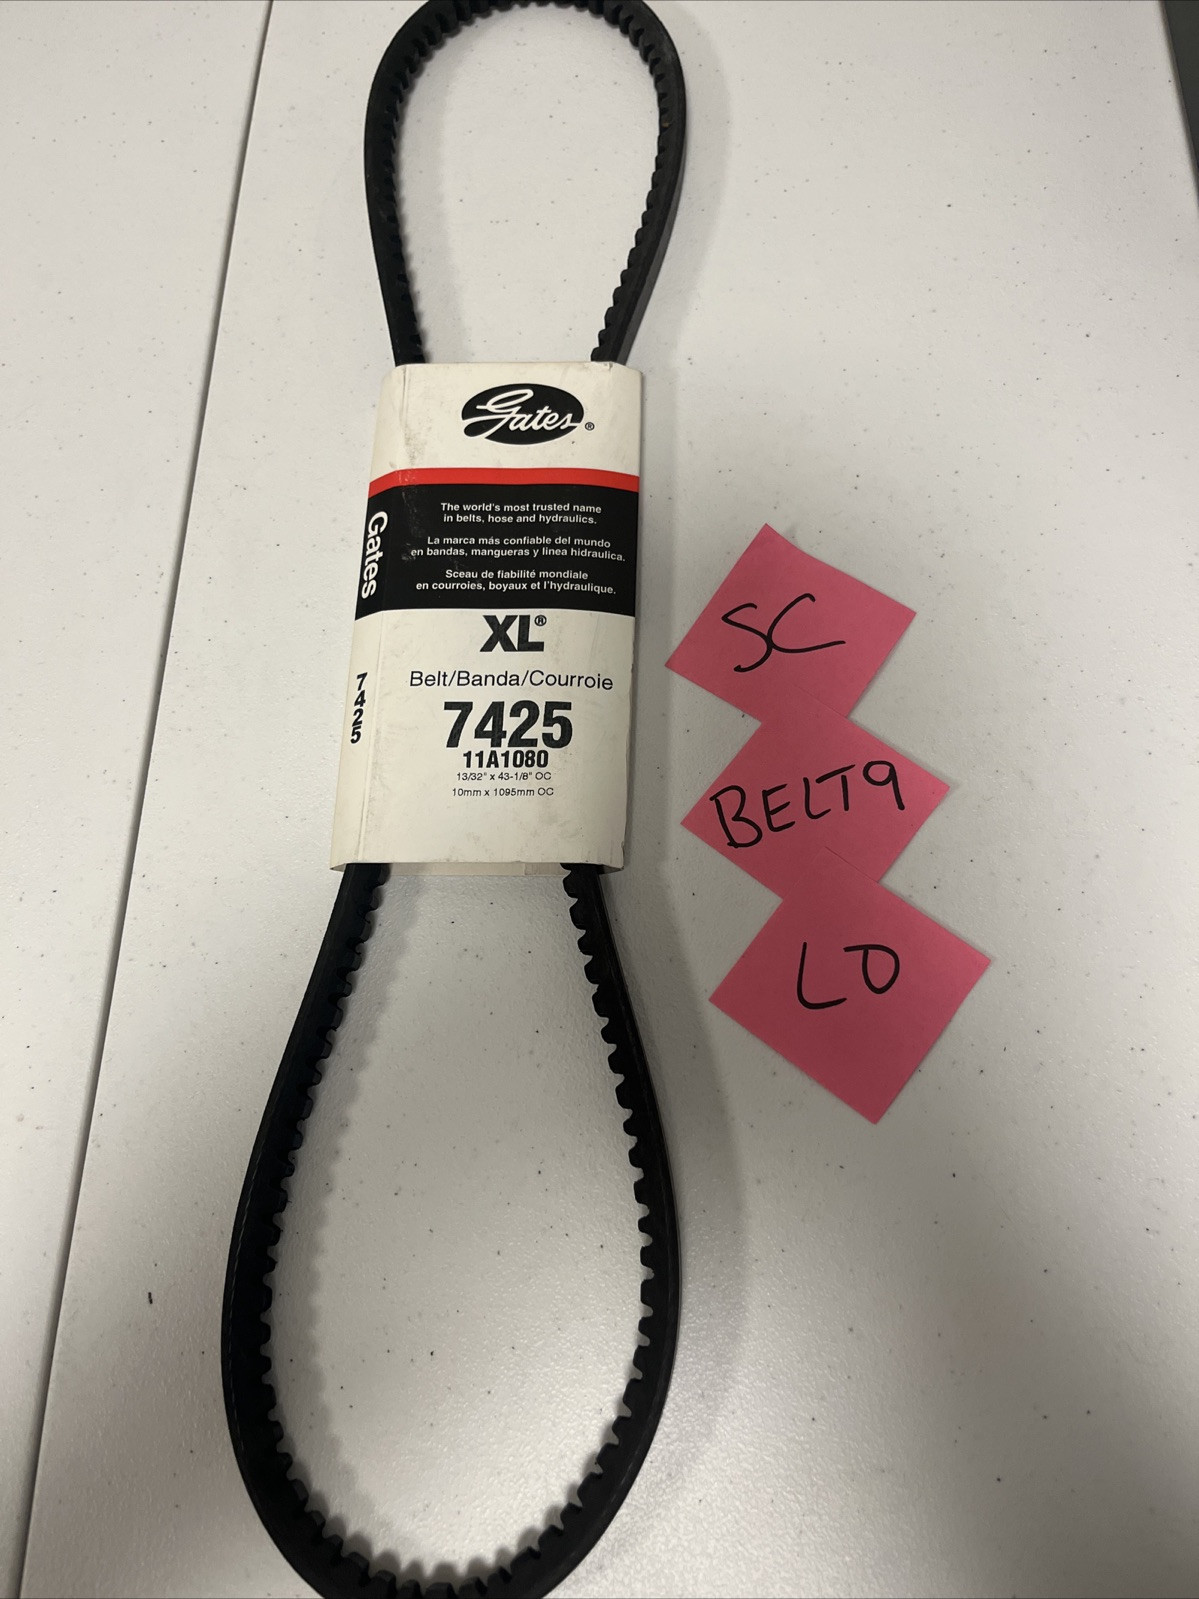 Gates®
The world's most trusted name
in belts, hose and hydraulics.
La marca más confiable del mundo
en bandas, mangueras y linea hidraulica.
Sceau de fiabilité mondiale
en courroies, boyaux et l'hydraulique.
XL®
Belt/Banda/Courroie
7425
11A1080
13/32" x 43-1/8" OC
10mm x 1095mm OC
Gates
7425
SC
BELT9
LO